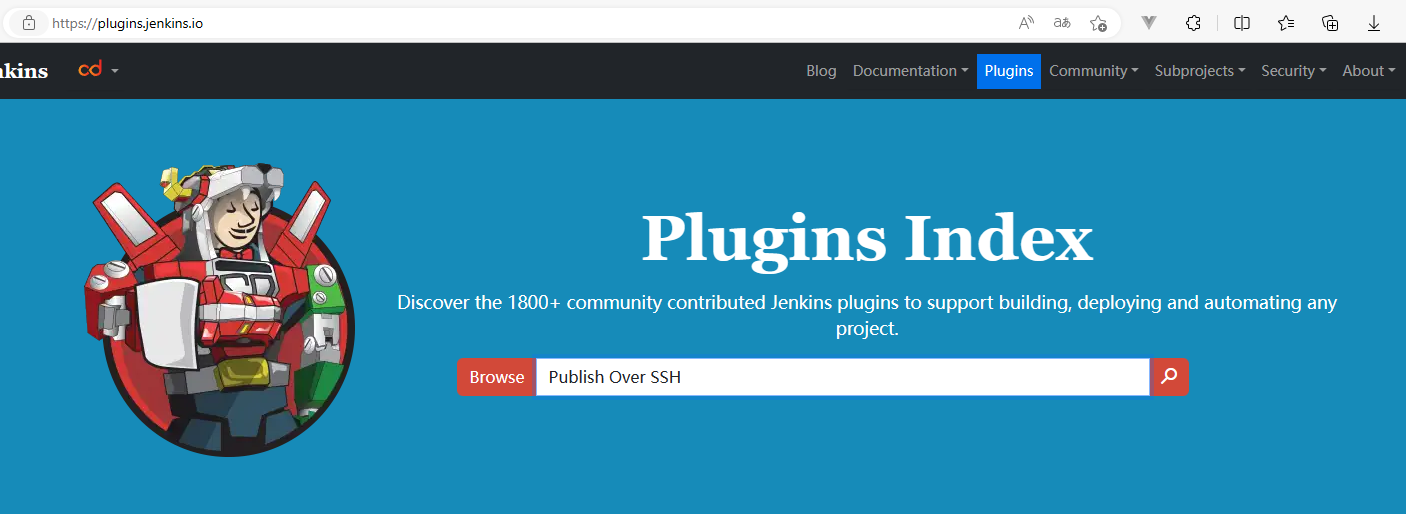 https://plugins.jenkins.io
nkins
cd
Blog
Documentation
Plugins
Community
Subprojects
Security
About
Plugins Index
Discover the 1800+ community contributed Jenkins plugins to support building, deploying and automating any
project.
Browse
Publish Over SSH